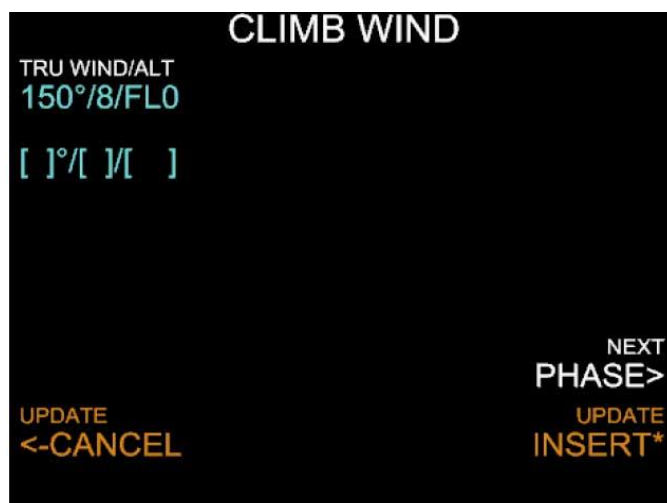 CLIMB WIND
TRU WIND/ALT
150°/8/FL0
[ ]°/[ ]/[ ]
NEXT
PHASE>
UPDATE UPDATE
<-CANCEL INSERT*